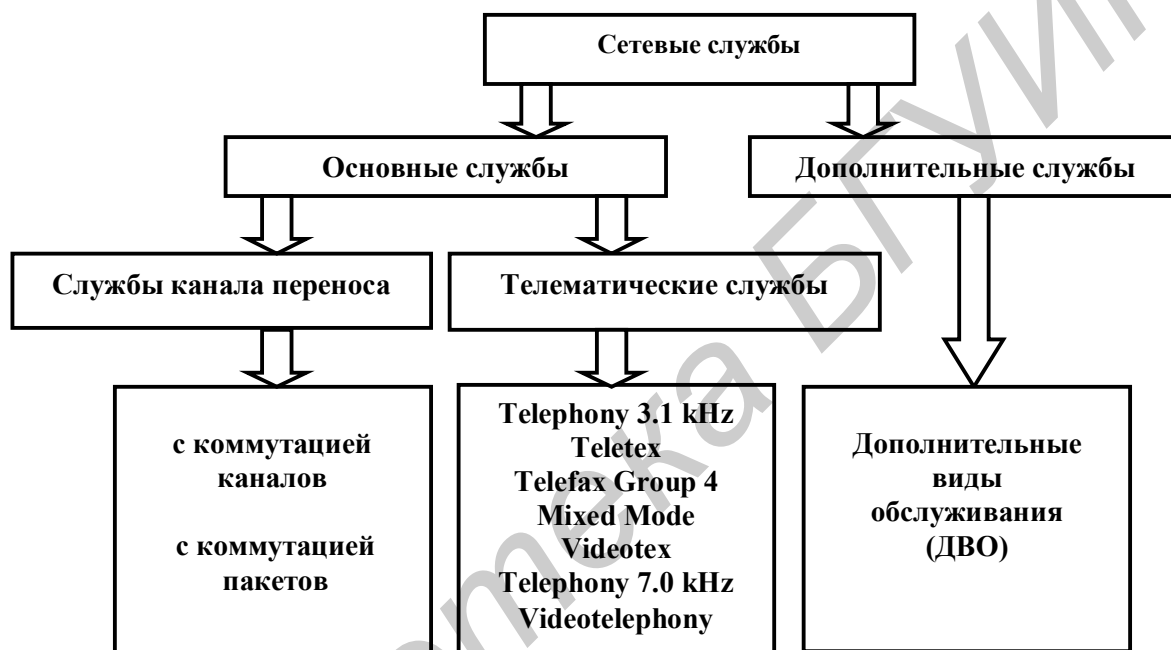 Сетевые службы
Основные службы
Дополнительные службы
Службы канала переноса
Телематические службы
с коммутацией
каналов
с коммутацией
пакетов
Telephony 3.1 kHz
Teletex
Telefax Group 4
Mixed Mode
Videotex
Telephony 7.0 kHz
Videotelephony
Дополнительные
виды
обслуживания
(ДВО)